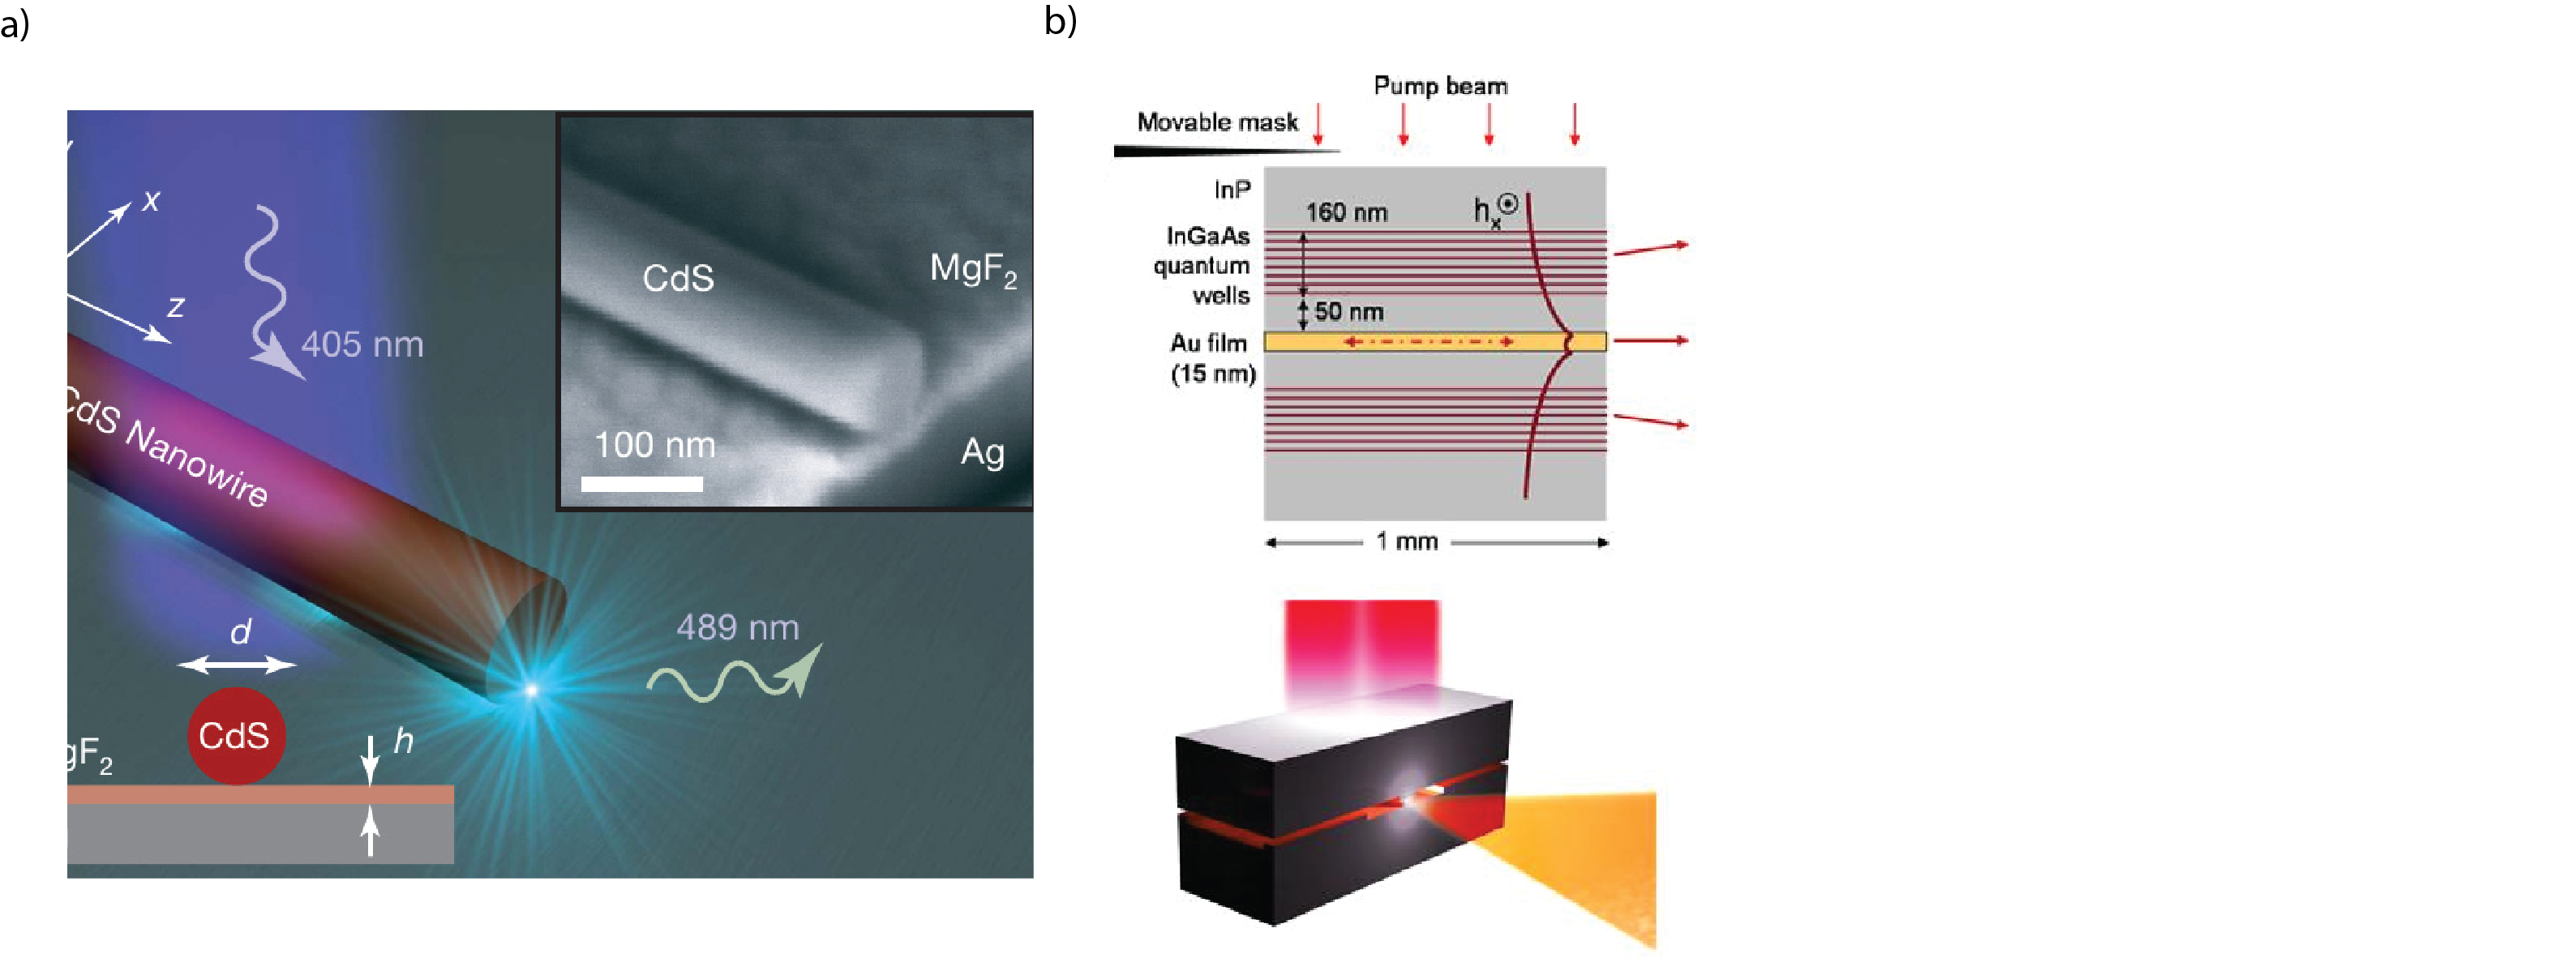 a)
x
z
405 nm
CdS Nanowire
CdS
MgF2
100 nm
Ag
d
489 nm
CdS
h
gF2
b)
Pump beam
Movable mask
InP
160 nm
hx
InGaAs
quantum
wells
50 nm
Au film
(15 nm)
1 mm